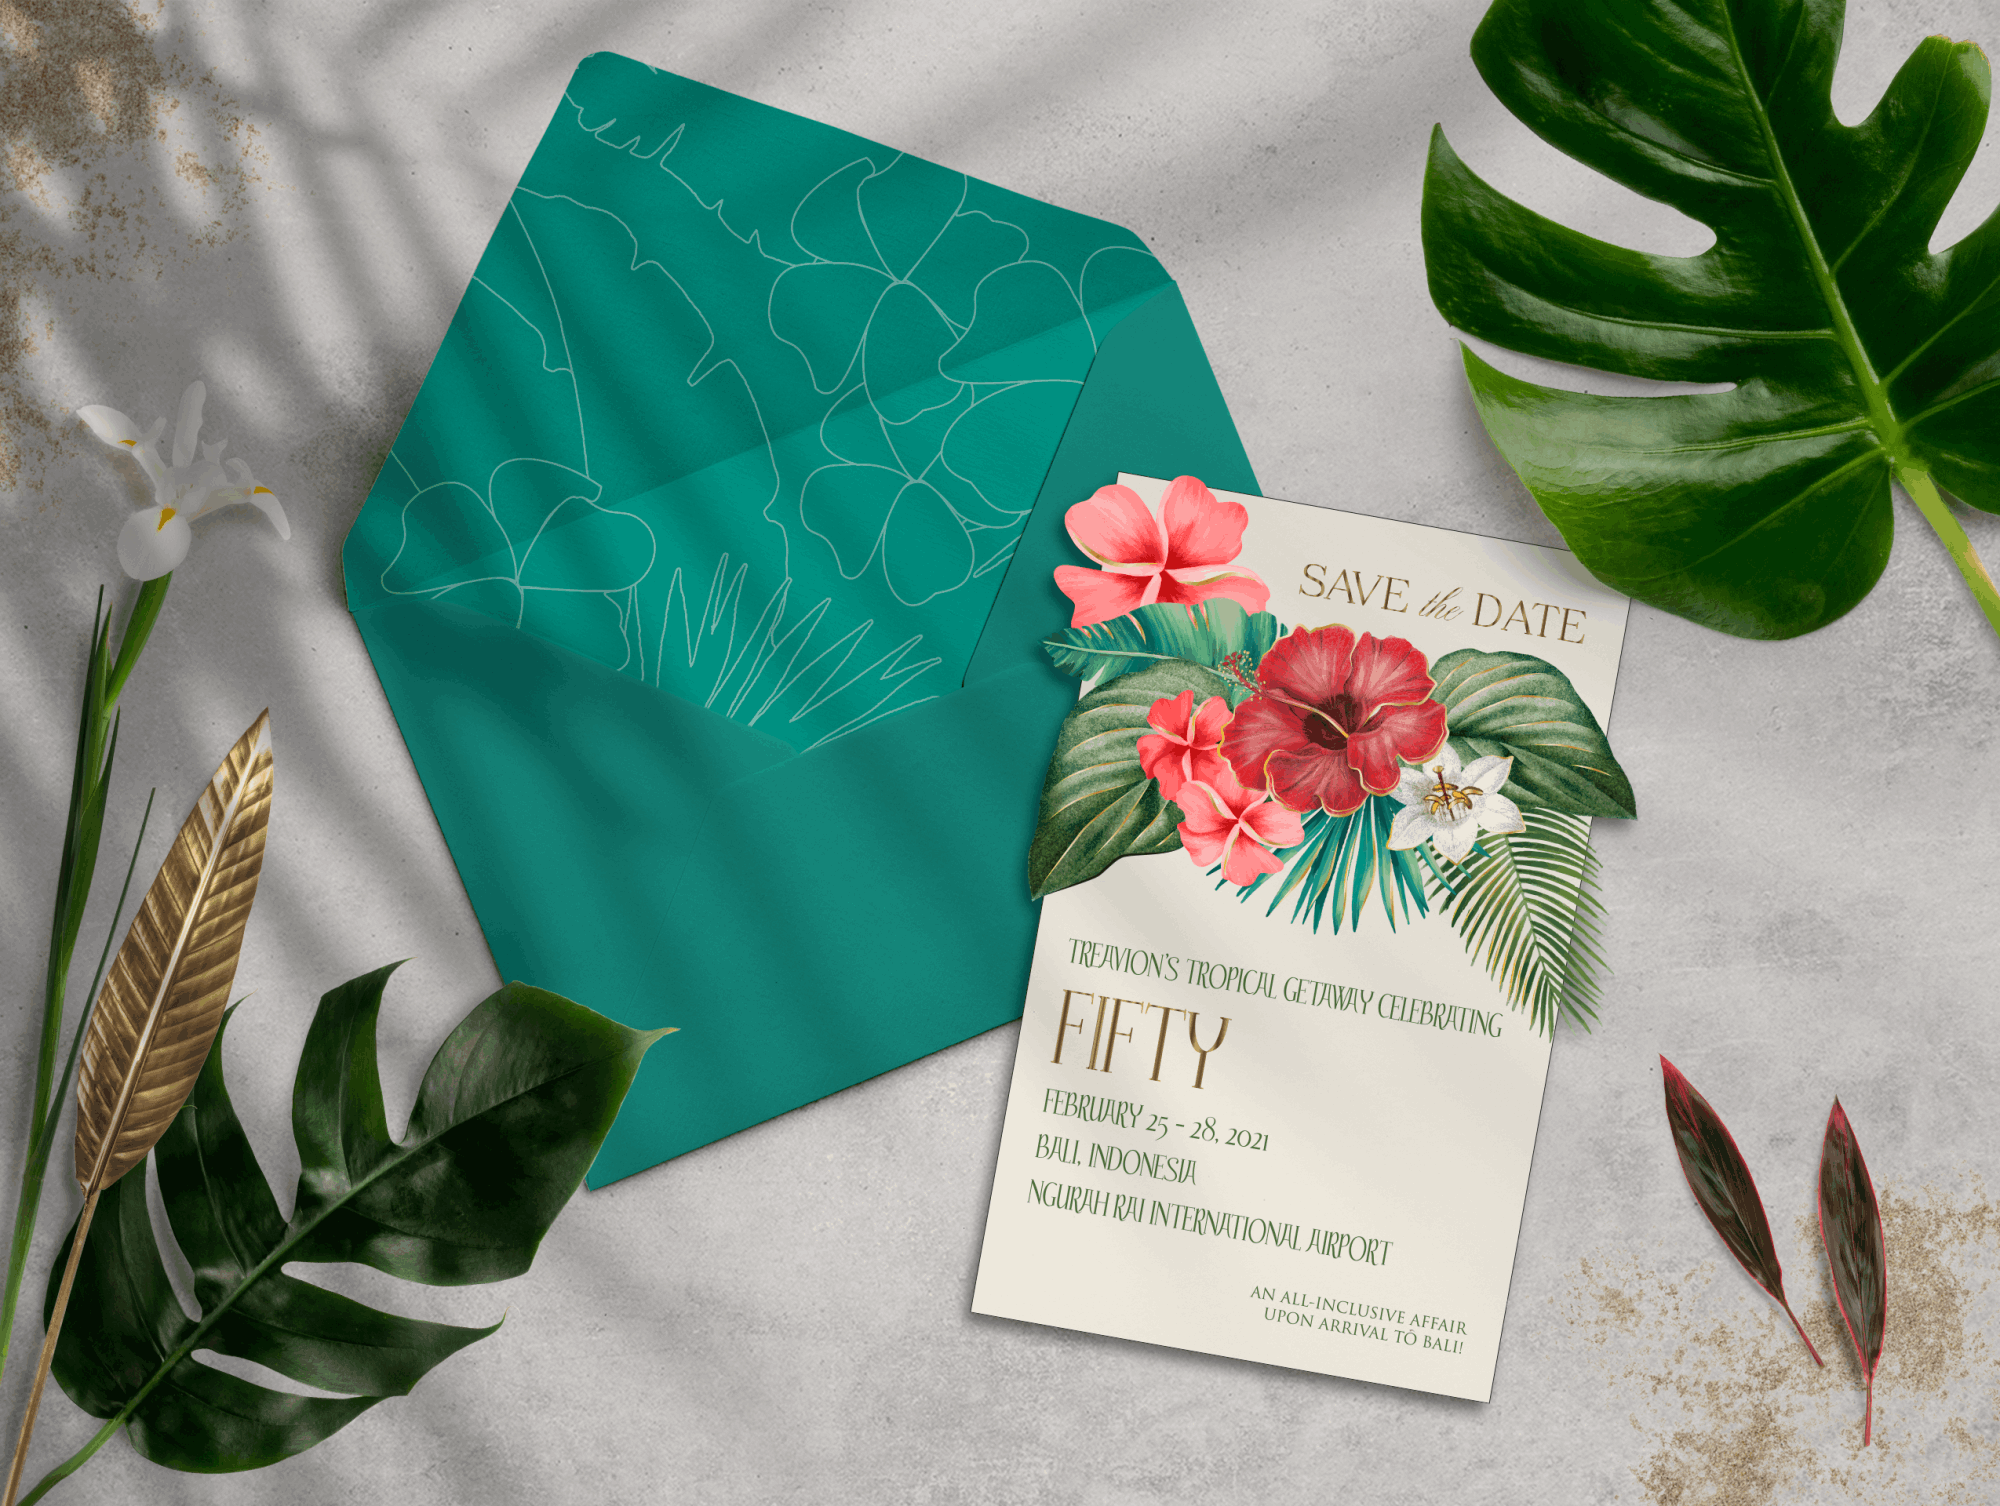 SAVE the DATE
TREAVION'S TROPICAL GETAWAY CELEBRATING
FIFTY
FEBRUARY 25 - 28, 2021
BALI, INDONESIA
NGURAH RAI INTERNATIONAL AIRPORT
AN ALL-INCLUSIVE AFFAIR
UPON ARRIVAL TO BALI!